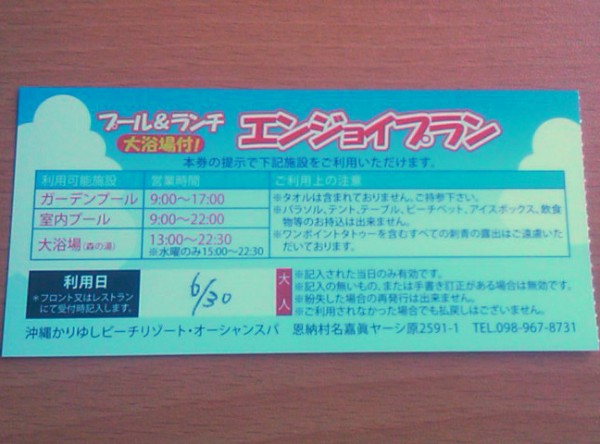 プール&ランチ
大浴場付!
エンジョイプラン
本券の提示で下記施設をご利用いただけます。
利用可能施設 営業時間 ご利用上の注意
ガーデンプール 9:00〜17:00
室内プール 9:00〜22:00
大浴場(森の湯) 13:00〜22:30
※水曜のみ15:00〜22:30
※タオルは含まれておりません、ご持参下さい。
※パラソル、テント、テーブル、ビーチベット、アイスボックス、飲食
物等のお持込は出来ません。
※ワンポイントタトゥーを含むすべての刺青の露出はご遠慮い
ただいております。
利用日
※フロント又はレストラン
にて受付時記入します。
6/30
大人
※記入された当日のみ有効です。
※記入の無いもの、または手書き訂正がある場合は無効です。
※紛失した場合の再発行は出来ません。
※ご利用されなかった場合でも払戻しはございません。
沖縄かりゆしビーチリゾート・オーシャンスパ 恩納村名嘉眞ヤーシ原2591-1 TEL.098-967-8731